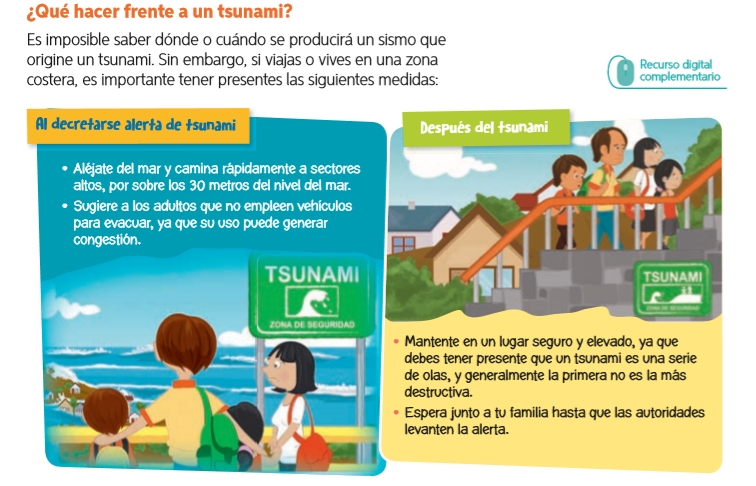 ¿Qué hacer frente a un tsunami?
Es imposible saber dónde o cuándo se producirá un sismo que
origine un tsunami. Sin embargo, si viajas o vives en una zona
costera, es importante tener presentes las siguientes medidas:
Recurso digital
complementario
Al decretarse alerta de tsunami
• Aléjate del mar y camina rápidamente a sectores
altos, por sobre los 30 metros del nivel del mar.
• Sugiere a los adultos que no empleen vehículos
para evacuar, ya que su uso puede generar
congestión.
TSUNAMI
ZONA DE SEGURIDAD
Después del tsunami
TSUNAMI
ZONA DE SEGURIDAD
• Mantente en un lugar seguro y elevado, ya que
debes tener presente que un tsunami es una serie
de olas, y generalmente la primera no es la más
destructiva.
• Espera junto a tu familia hasta que las autoridades
levanten la alerta.